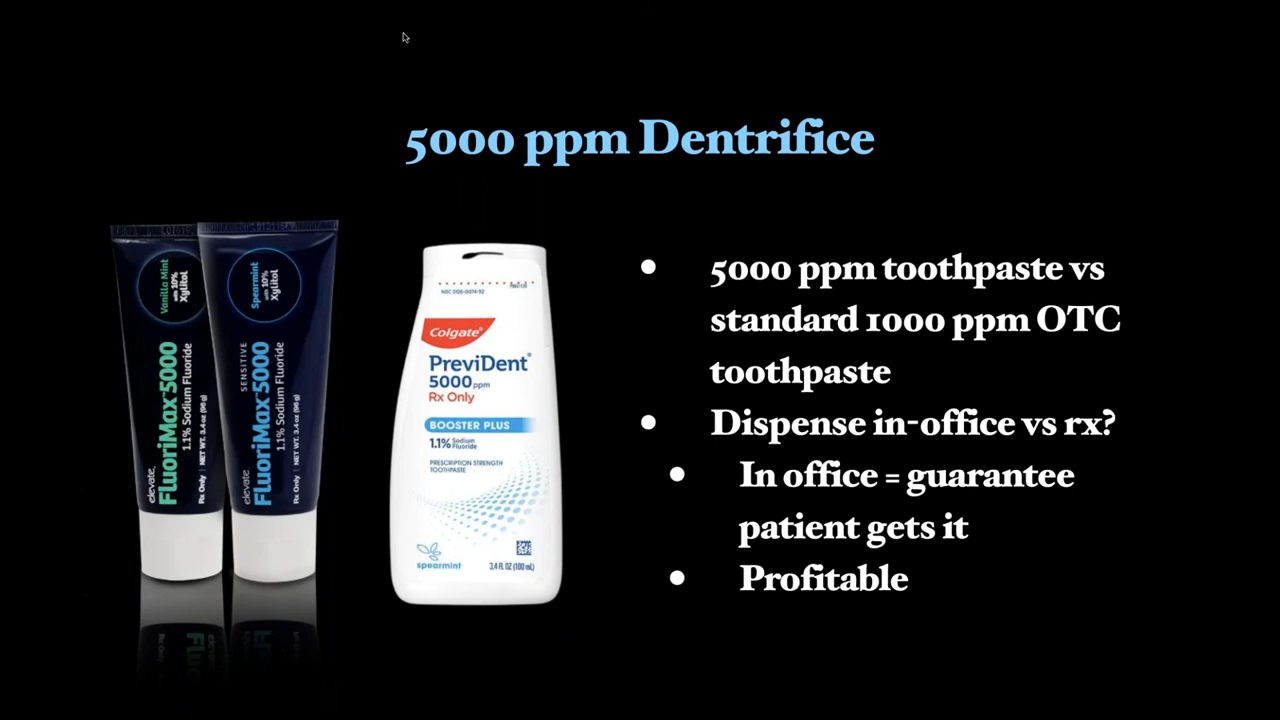 5000 ppm Dentrifice
Vanilla Mint
with 10%
Xylitol
elevate
FluoriMax 5000
1.1% Sodium Fluoride
Rx Only | NET WT. 3.4 oz (96 g)
Spearmint
with 10%
Xylitol
SENSITIVE
elevate
FluoriMax 5000
1.1% Sodium Fluoride
Rx Only | NET WT. 3.4 oz (96 g)
Colgate®
PreviDent®
5000 ppm
Rx Only
BOOSTER PLUS
1.1% Sodium
Fluoride
PRESCRIPTION STRENGTH
TOOTHPASTE
spearmint
3.4 FL OZ (100 mL)
• 5000 ppm toothpaste vs
standard 1000 ppm OTC
toothpaste
• Dispense in-office vs rx?
• In office = guarantee
patient gets it
• Profitable